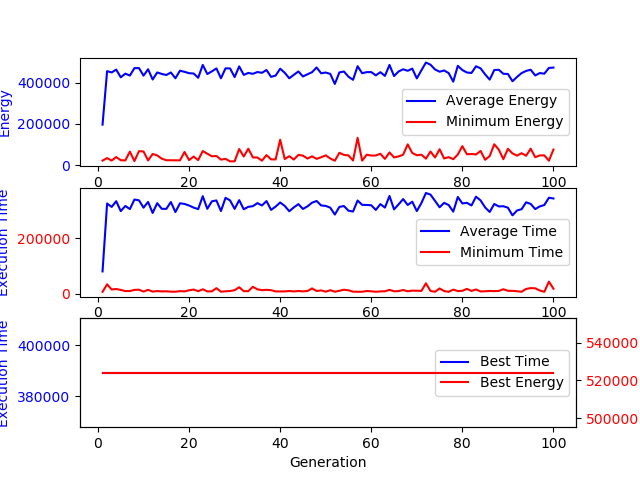 Energy
400000
200000
0
Average Energy
Minimum Energy
0 20 40 60 80 100
Execution Time
200000
0
Average Time
Minimum Time
0 20 40 60 80 100
Execution Time
400000
380000
Best Time
Best Energy
540000
520000
500000
0 20 40 60 80 100
Generation